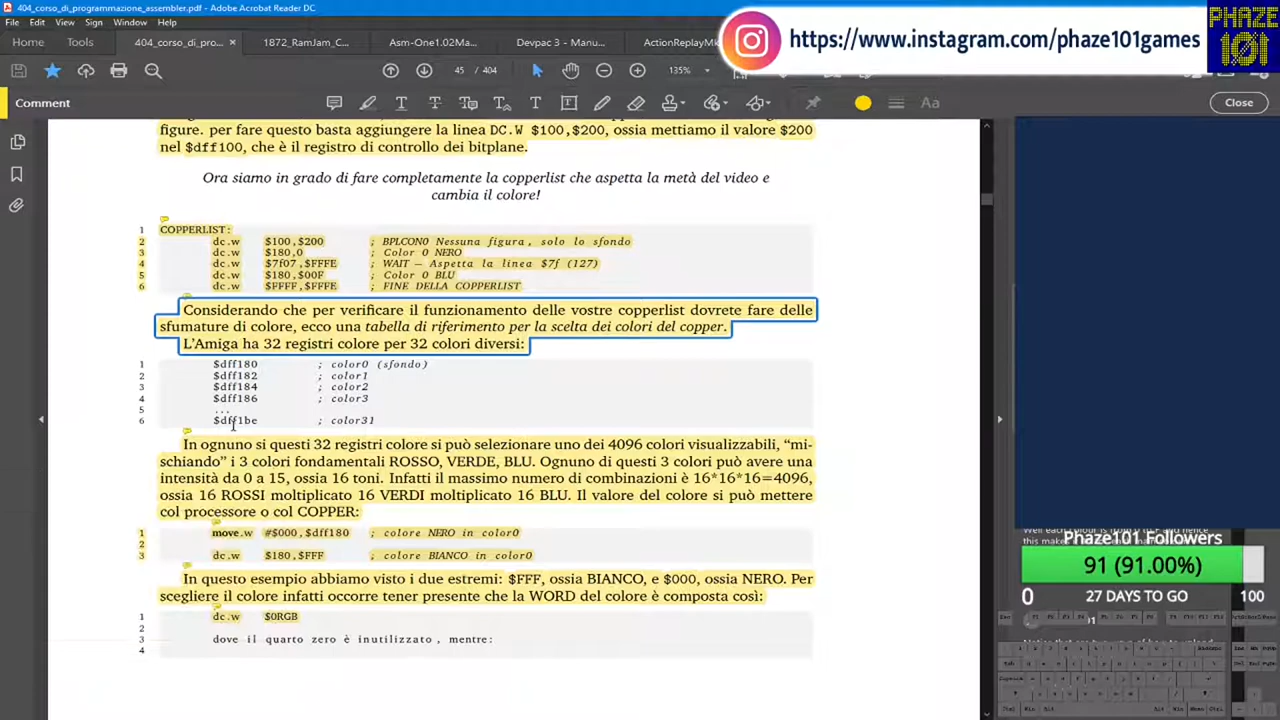 404_corso_di_programmazione_assembler.pdf - Adobe Acrobat Reader DC
File Edit View Sign Window Help
Home Tools 404_corso_di_pro... × 1872_RamJam_C... Asm-One1.02Ma... Devpac 3 - Manu... ActionReplayMk
https://www.instagram.com/phaze101games
PHAZE
101
45 / 404 135%
Comment
Aa
Close
figure. per fare questo basta aggiungere la linea DC.W $100,$200, ossia mettiamo il valore $200
nel $dff100, che è il registro di controllo dei bitplane.
Ora siamo in grado di fare completamente la copperlist che aspetta la metà del video e
cambia il colore!
1 COPPERLIST:
2 dc.w $100,$200 ; BPLCON0 Nessuna figura, solo lo sfondo
3 dc.w $180,0 ; Color 0 NERO
4 dc.w $7f07,$FFFE ; WAIT – Aspetta la linea $7f (127)
5 dc.w $180,$00F ; Color 0 BLU
6 dc.w $FFFF,$FFFE ; FINE DELLA COPPERLIST
Considerando che per verificare il funzionamento delle vostre copperlist dovrete fare delle
sfumature di colore, ecco una tabella di riferimento per la scelta dei colori del copper.
L'Amiga ha 32 registri colore per 32 colori diversi:
1 $dff180 ; color0 (sfondo)
2 $dff182 ; color1
3 $dff184 ; color2
4 $dff186 ; color3
5 ...
6 $dff1be ; color31
In ognuno si questi 32 registri colore si può selezionare uno dei 4096 colori visualizzabili, “mi-
schiando” i 3 colori fondamentali ROSSO, VERDE, BLU. Ognuno di questi 3 colori può avere una
intensità da 0 a 15, ossia 16 toni. Infatti il massimo numero di combinazioni è 16*16*16=4096,
ossia 16 ROSSI moltiplicato 16 VERDI moltiplicato 16 BLU. Il valore del colore si può mettere
col processore o col COPPER:
1 move.w #$000,$dff180 ; colore NERO in color0
2
3 dc.w $180,$FFF ; colore BIANCO in color0
In questo esempio abbiamo visto i due estremi: $FFF, ossia BIANCO, e $000, ossia NERO. Per
scegliere il colore infatti occorre tener presente che la WORD del colore è composta così:
1 dc.w $0RGB
2
3 dove il quarto zero è inutilizzato, mentre:
4
Phaze101 Followers
91 (91.00%)
0 27 DAYS TO GO 100